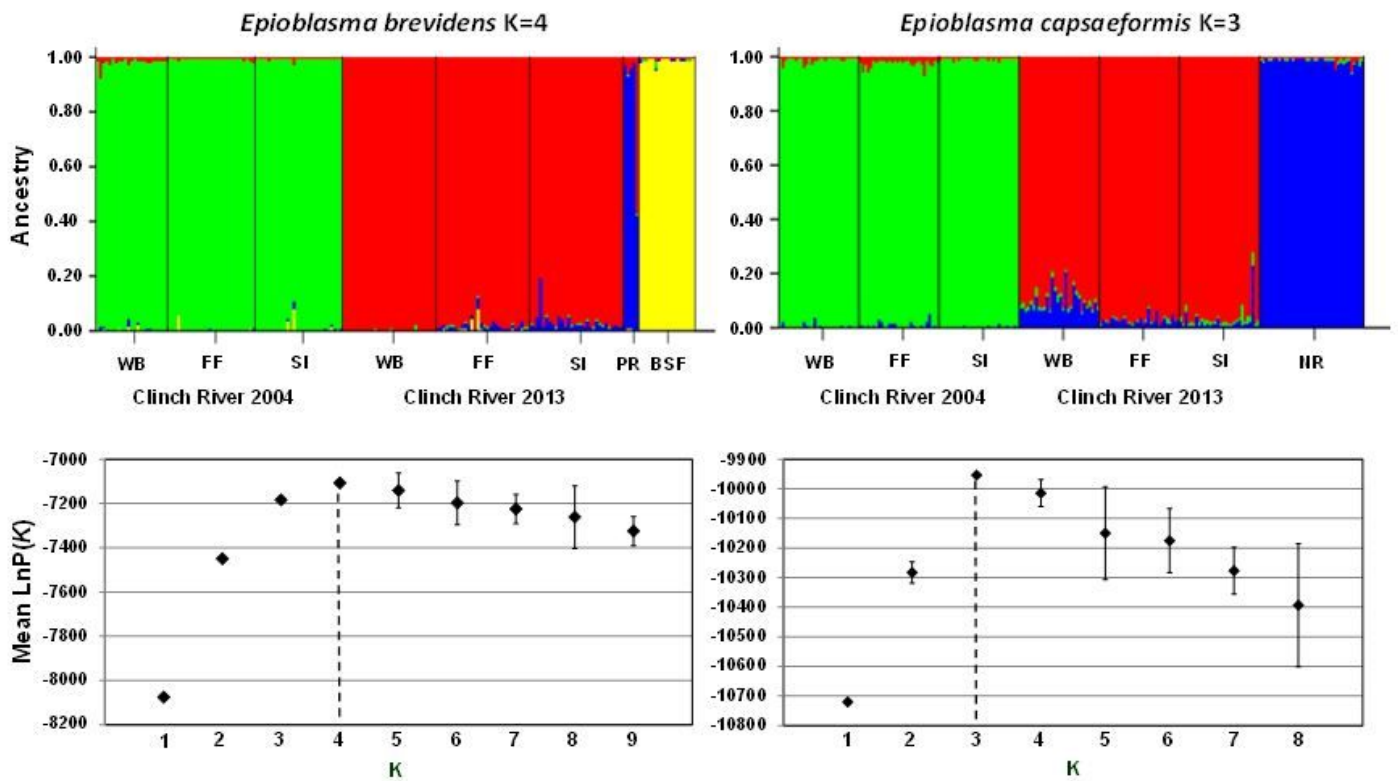 Epioblasma brevidens K=4
Epioblasma capsaeformis K=3
Ancestry
1.00
0.80
0.60
0.40
0.20
0.00
WB FF SI WB FF SI PR BSF
Clinch River 2004 Clinch River 2013
1.00
0.80
0.60
0.40
0.20
0.00
WB FF SI WB FF SI NR
Clinch River 2004 Clinch River 2013
Mean LnP(K)
-7000
-7200
-7400
-7600
-7800
-8000
-8200
1 2 3 4 5 6 7 8 9
K
-9900
-10000
-10100
-10200
-10300
-10400
-10500
-10600
-10700
-10800
1 2 3 4 5 6 7 8
K